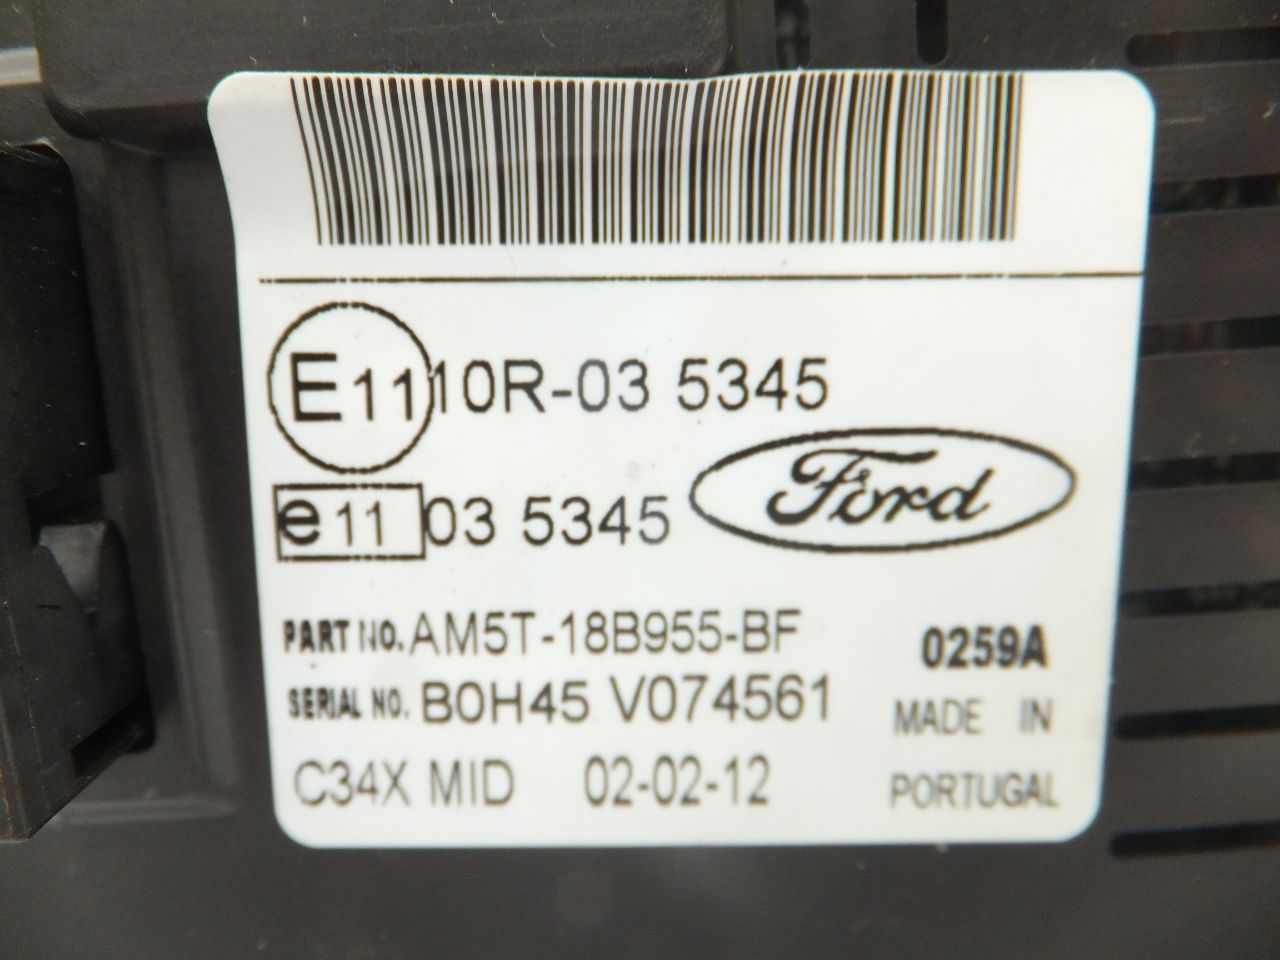 E11 10R-03 5345
e11 03 5345
Ford
PART NO. AM5T-18B955-BF 0259A
SERIAL NO. B0H45 V074561 MADE IN
C34X MID 02-02-12 PORTUGAL